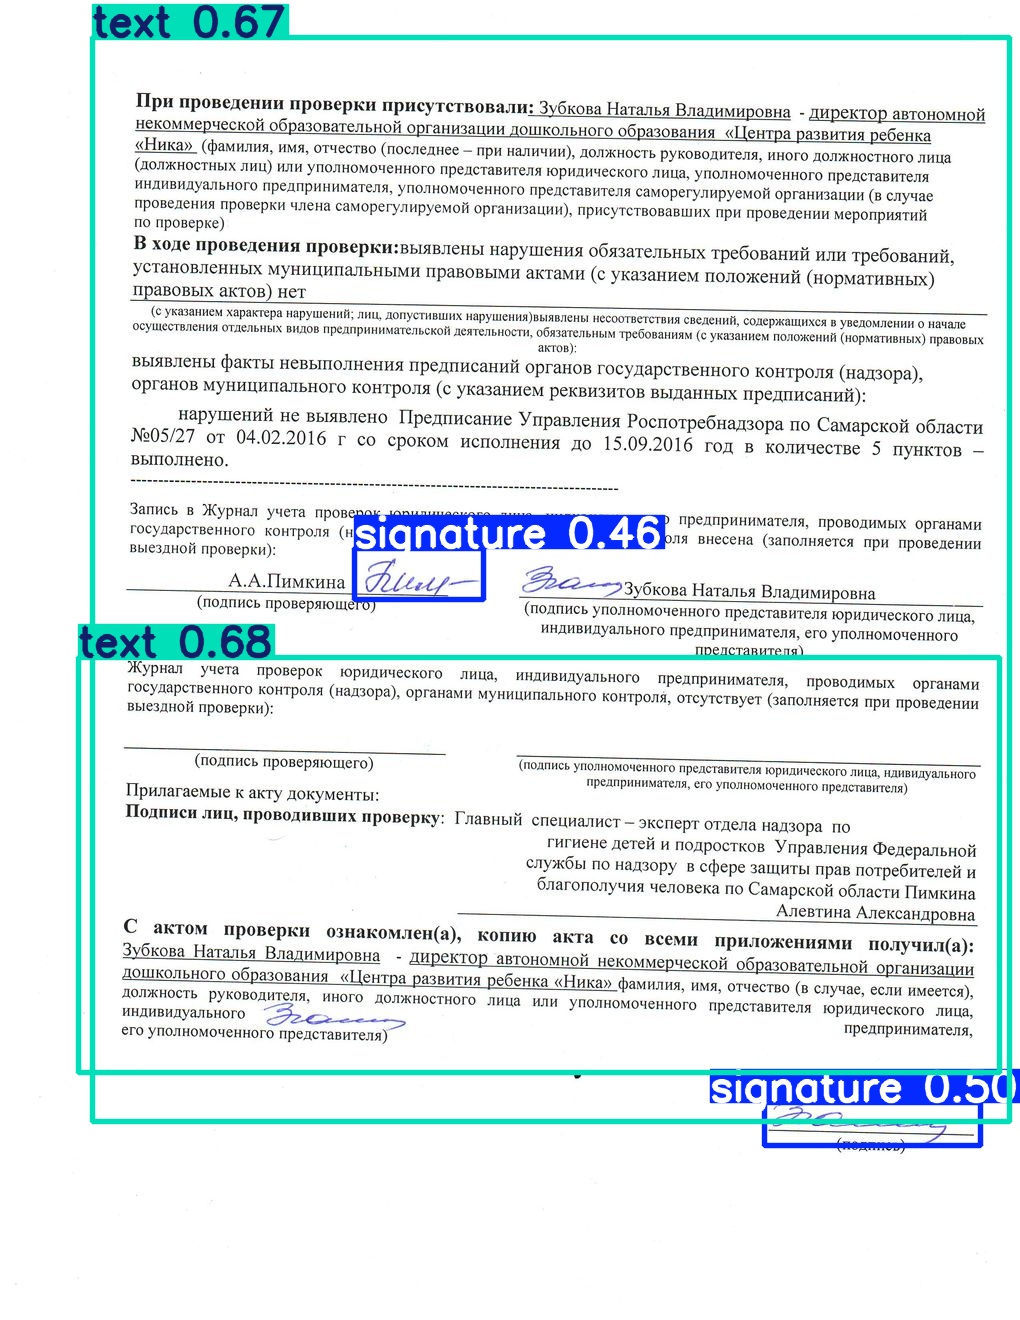 text 0.67
При проведении проверки присутствовали: Зубкова Наталья Владимировна - директор автономной
некоммерческой образовательной организации дошкольного образования «Центра развития ребенка
«Ника» (фамилия, имя, отчество (последнее – при наличии), должность руководителя, иного должностного лица
(должностных лиц) или уполномоченного представителя юридического лица, уполномоченного представителя
индивидуального предпринимателя, уполномоченного представителя саморегулируемой организации (в случае
проведения проверки члена саморегулируемой организации), присутствовавших при проведении мероприятий
по проверке)
В ходе проведения проверки:выявлены нарушения обязательных требований или требований,
установленных муниципальными правовыми актами (с указанием положений (нормативных)
правовых актов) нет
(с указанием характера нарушений; лиц, допустивших нарушения)выявлены несоответствия сведений, содержащихся в уведомлении о начале
осуществления отдельных видов предпринимательской деятельности, обязательным требованиям (с указанием положений (нормативных) правовых
актов):
выявлены факты невыполнения предписаний органов государственного контроля (надзора),
органов муниципального контроля (с указанием реквизитов выданных предписаний):
нарушений не выявлено Предписание Управления Роспотребнадзора по Самарской области
№05/27 от 04.02.2016 г со сроком исполнения до 15.09.2016 год в количестве 5 пунктов –
выполнено.
Запись в Журнал учета проверок предпринимателя, проводимых органами
государственного контроля signature 0.46 внесена (заполняется при проведении
выездной проверки):
А.А.Пимкина Зубкова Наталья Владимировна
(подпись проверяющего) (подпись уполномоченного представителя юридического лица,
индивидуального предпринимателя, его уполномоченного
представителя)
text 0.68
Журнал учета проверок юридического лица, индивидуального предпринимателя, проводимых органами
государственного контроля (надзора), органами муниципального контроля, отсутствует (заполняется при проведении
выездной проверки):
(подпись проверяющего) (подпись уполномоченного представителя юридического лица, ндивидуального
предпринимателя, его уполномоченного представителя)
Прилагаемые к акту документы:
Подписи лиц, проводивших проверку: Главный специалист – эксперт отдела надзора по
гигиене детей и подростков Управления Федеральной
службы по надзору в сфере защиты прав потребителей и
благополучия человека по Самарской области Пимкина
Алевтина Александровна
С актом проверки ознакомлен(а), копию акта со всеми приложениями получил(а):
Зубкова Наталья Владимировна - директор автономной некоммерческой образовательной организации
дошкольного образования «Центра развития ребенка «Ника» фамилия, имя, отчество (в случае, если имеется),
должность руководителя, иного должностного лица или уполномоченного представителя юридического лица,
индивидуального предпринимателя,
его уполномоченного представителя)
signature 0.50
(подпись)